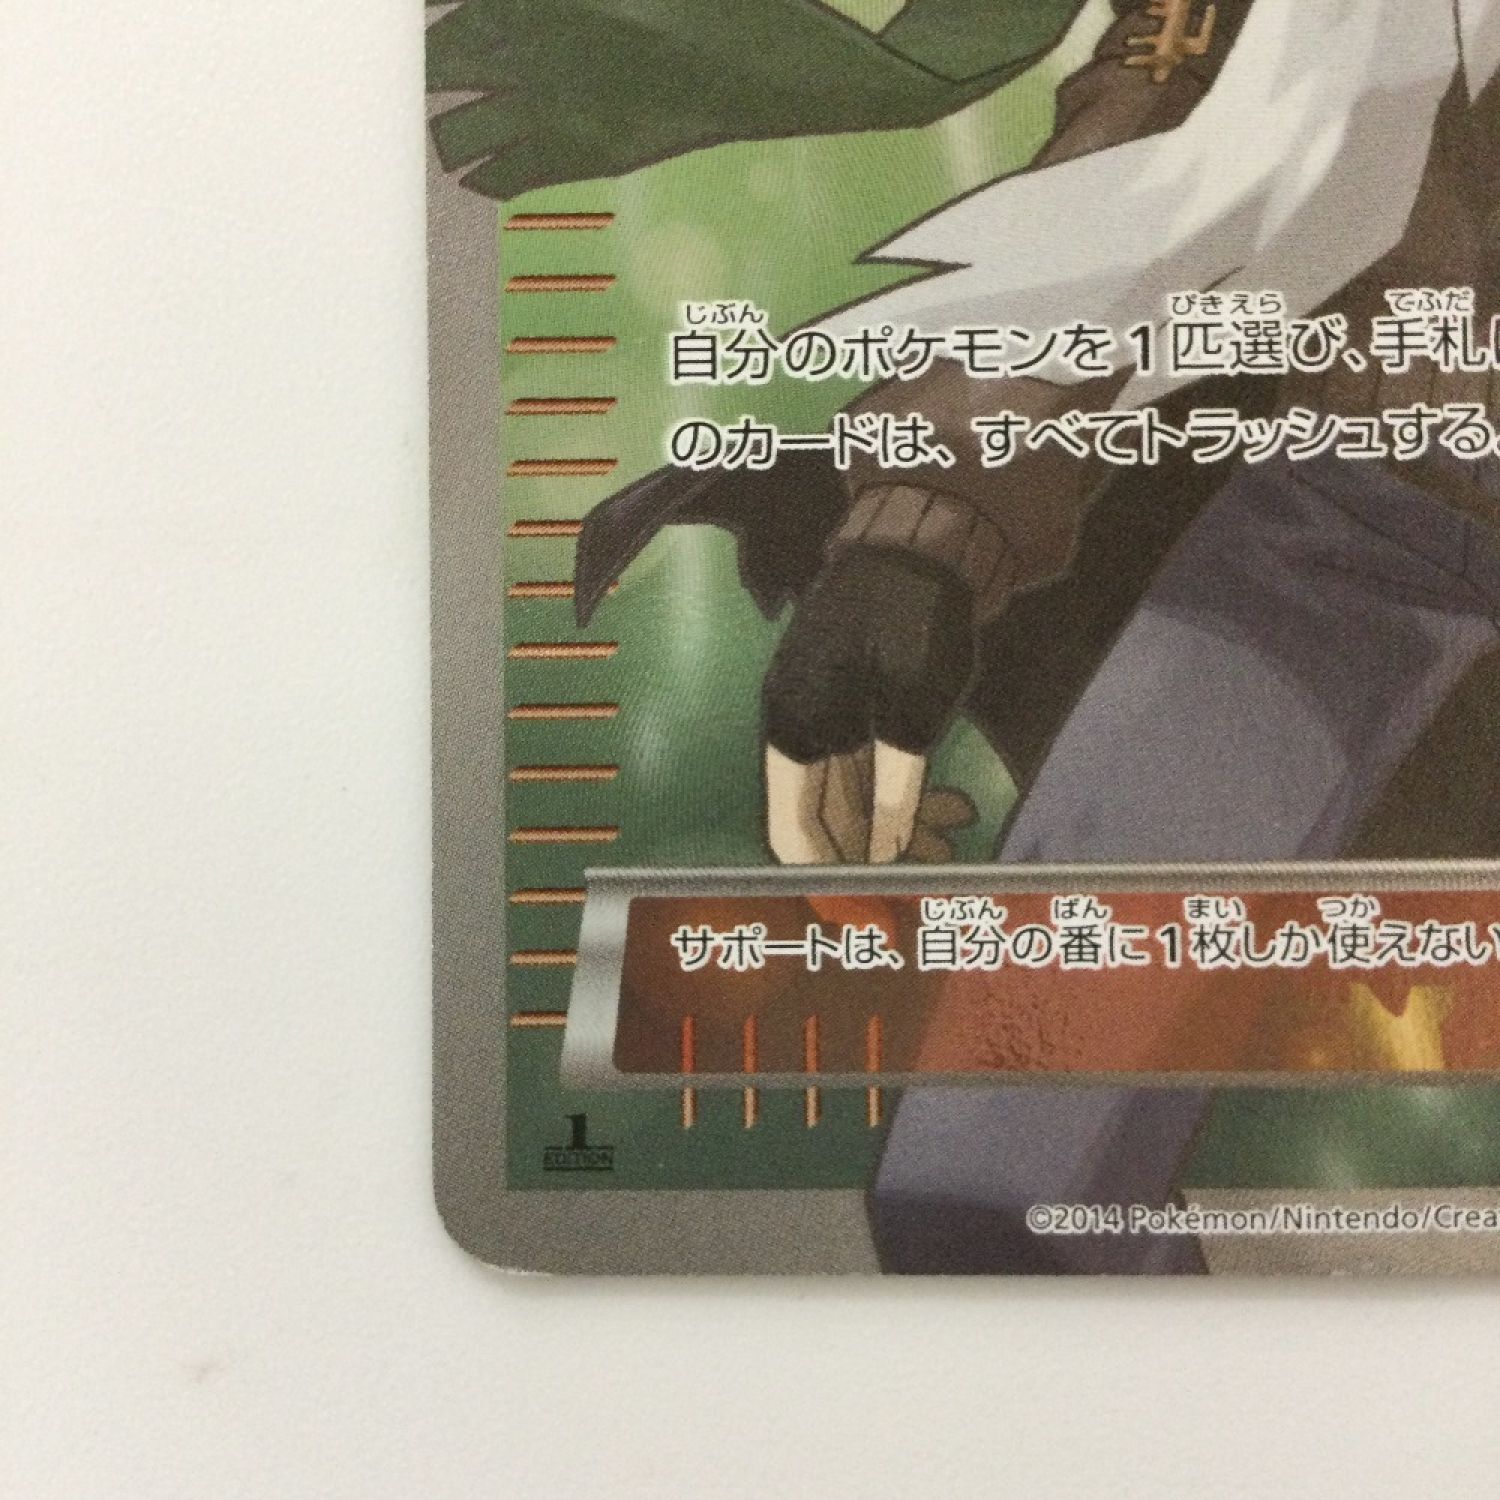 じぶん ぴきえら てふだ
自分のポケモンを1匹選び、手札に
のカードは、すべてトラッシュする。
じぶん ばん まい つか
サポートは、自分の番に1枚しか使えない
1
EDITION
©2014 Pokémon/Nintendo/Crea